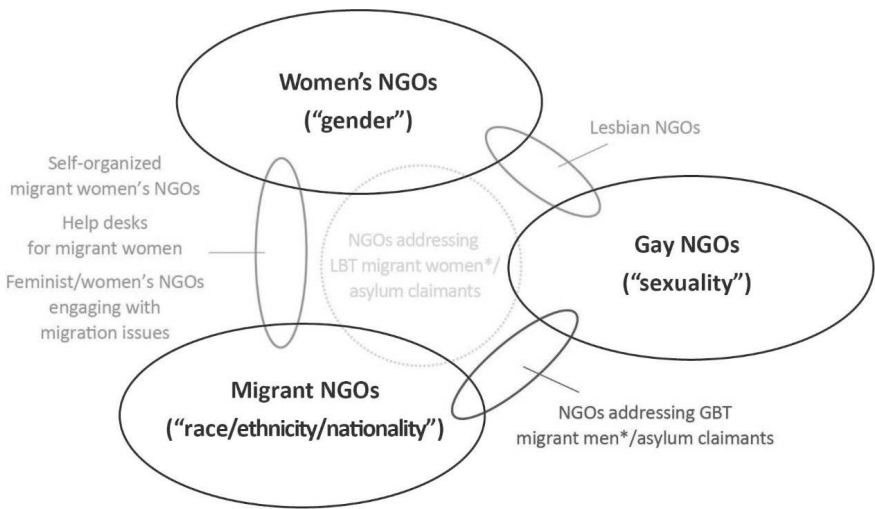 Women’s NGOs
(“gender”)
Lesbian NGOs
Self-organized
migrant women’s NGOs
Help desks
for migrant women
Feminist/women’s NGOs
engaging with
migration issues
NGOs addressing
LBT migrant women*/
asylum claimants
Gay NGOs
(“sexuality”)
Migrant NGOs
(“race/ethnicity/nationality”)
NGOs addressing GBT
migrant men*/asylum claimants